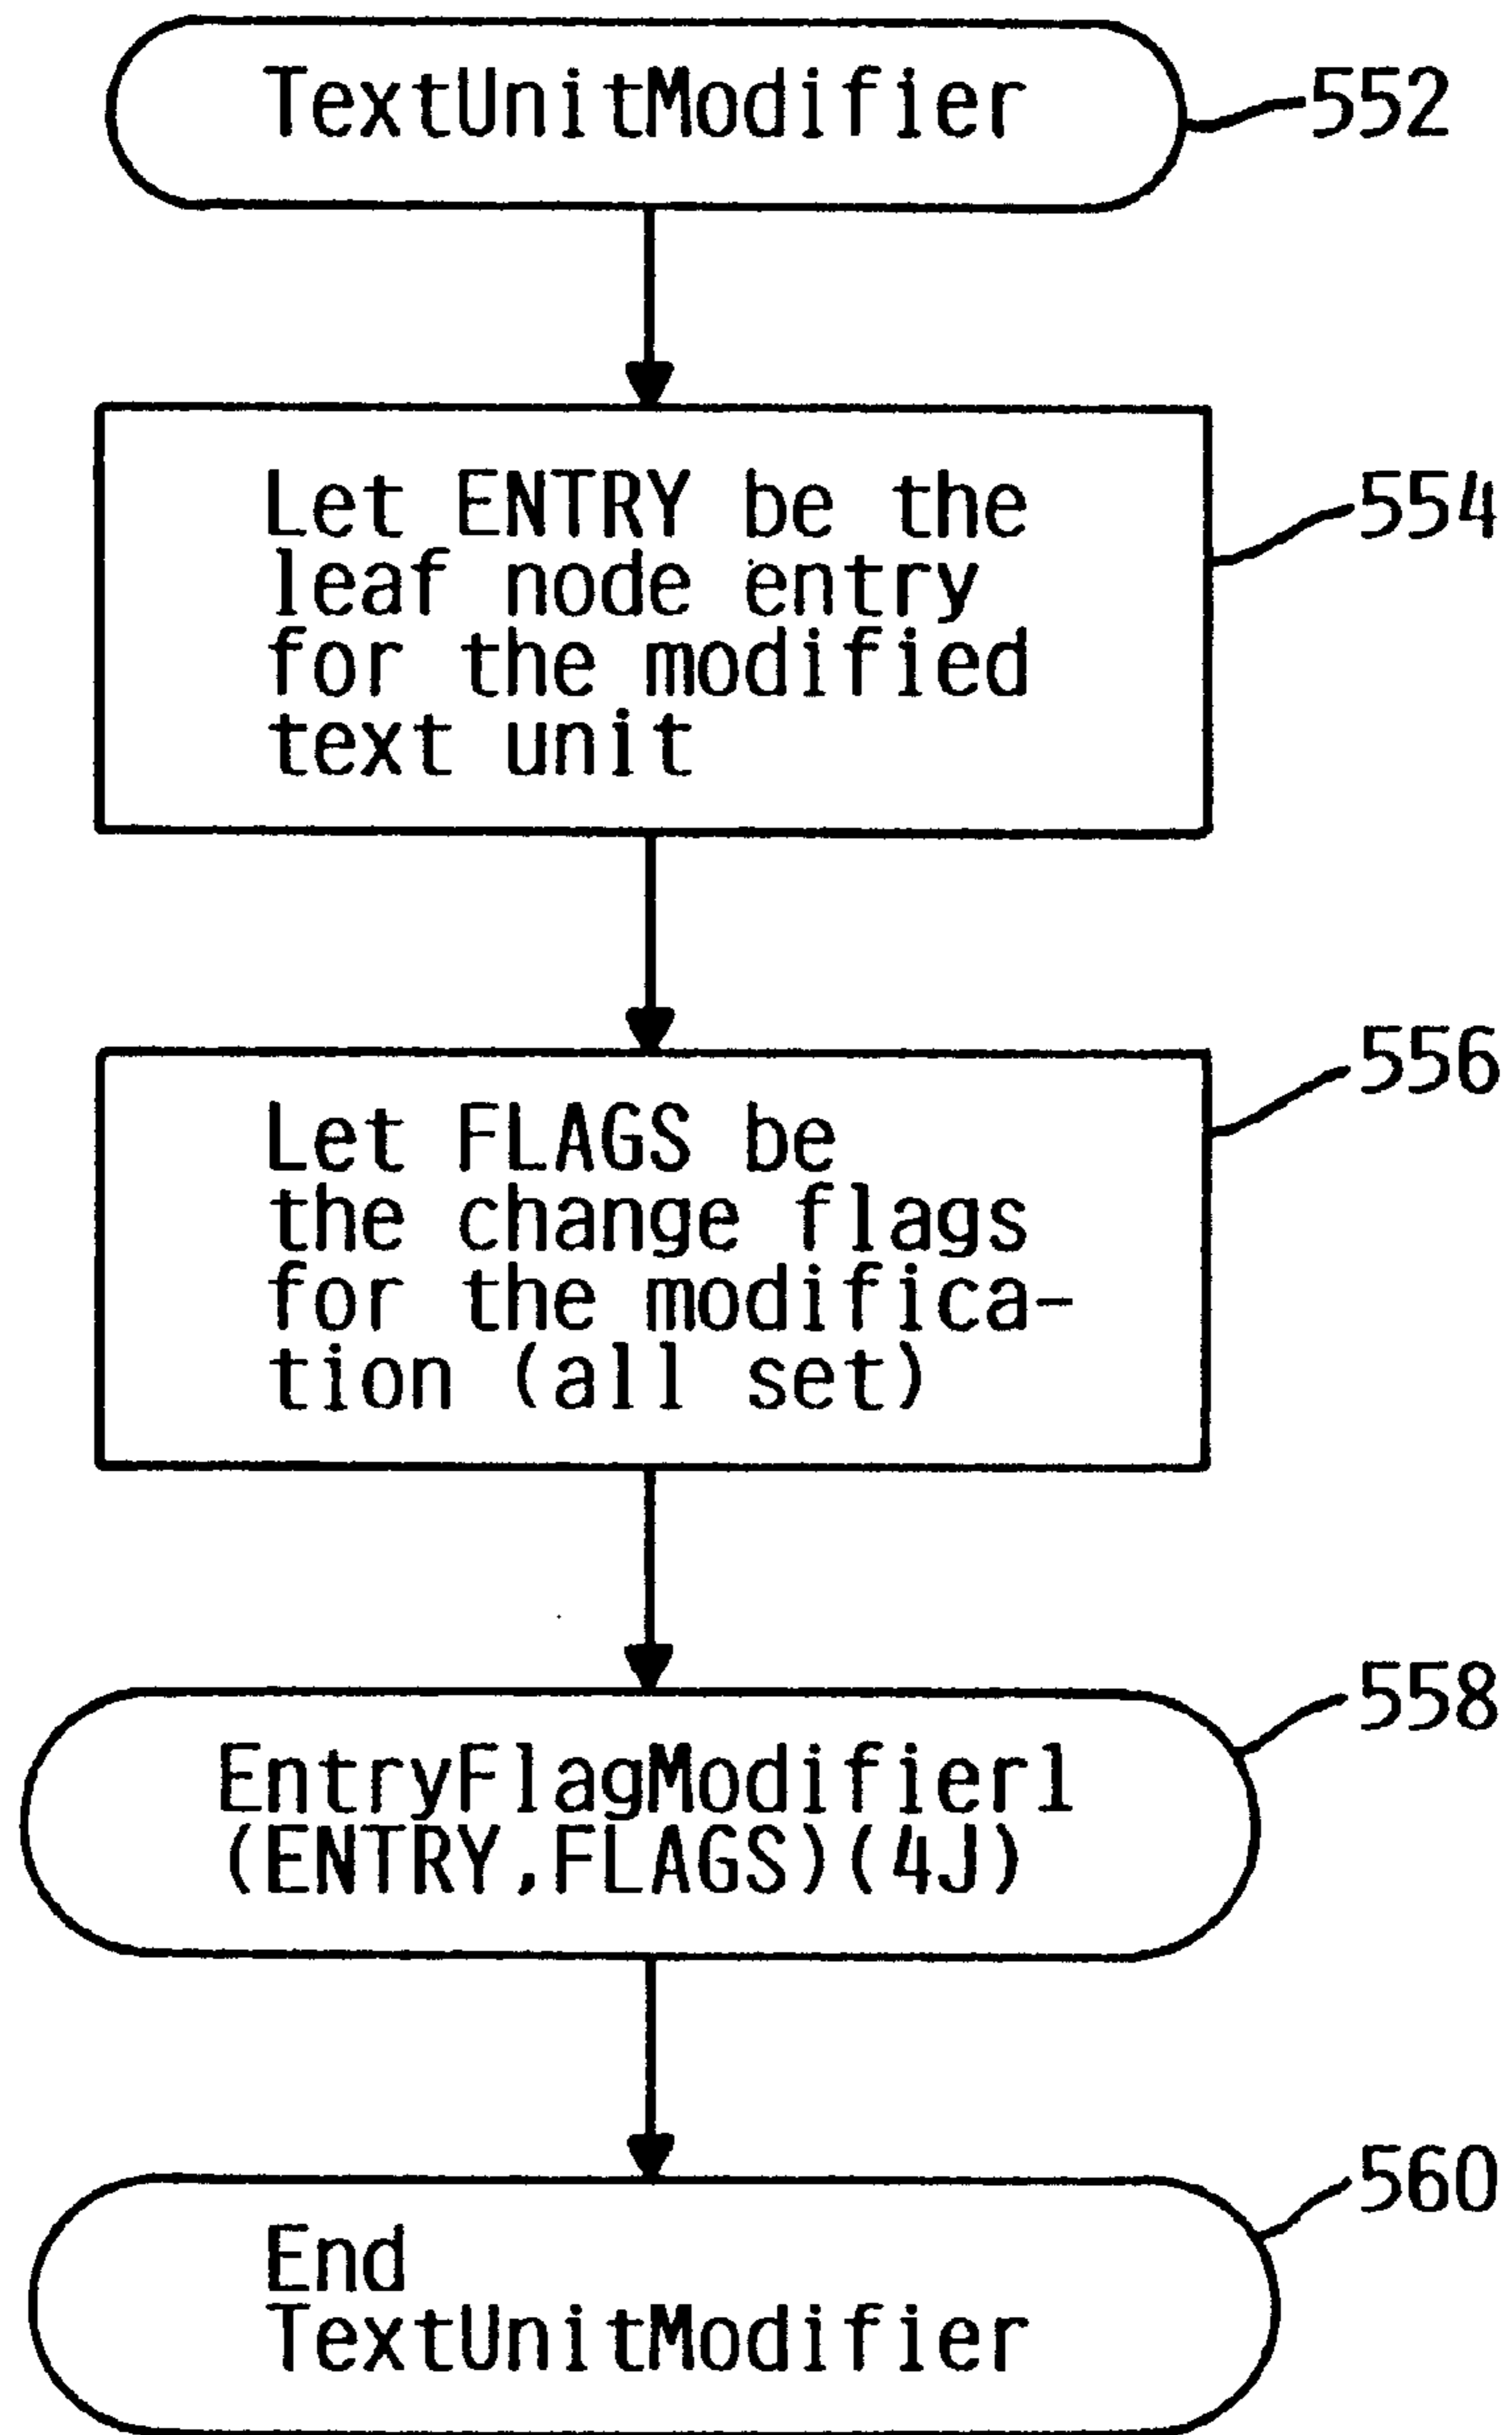 TextUnitModifier
552
Let ENTRY be the
leaf node entry
for the modified
text unit
554
Let FLAGS be
the change flags
for the modifica-
tion (all set)
556
EntryFlagModifier1
(ENTRY,FLAGS)(4J)
558
End
TextUnitModifier
560